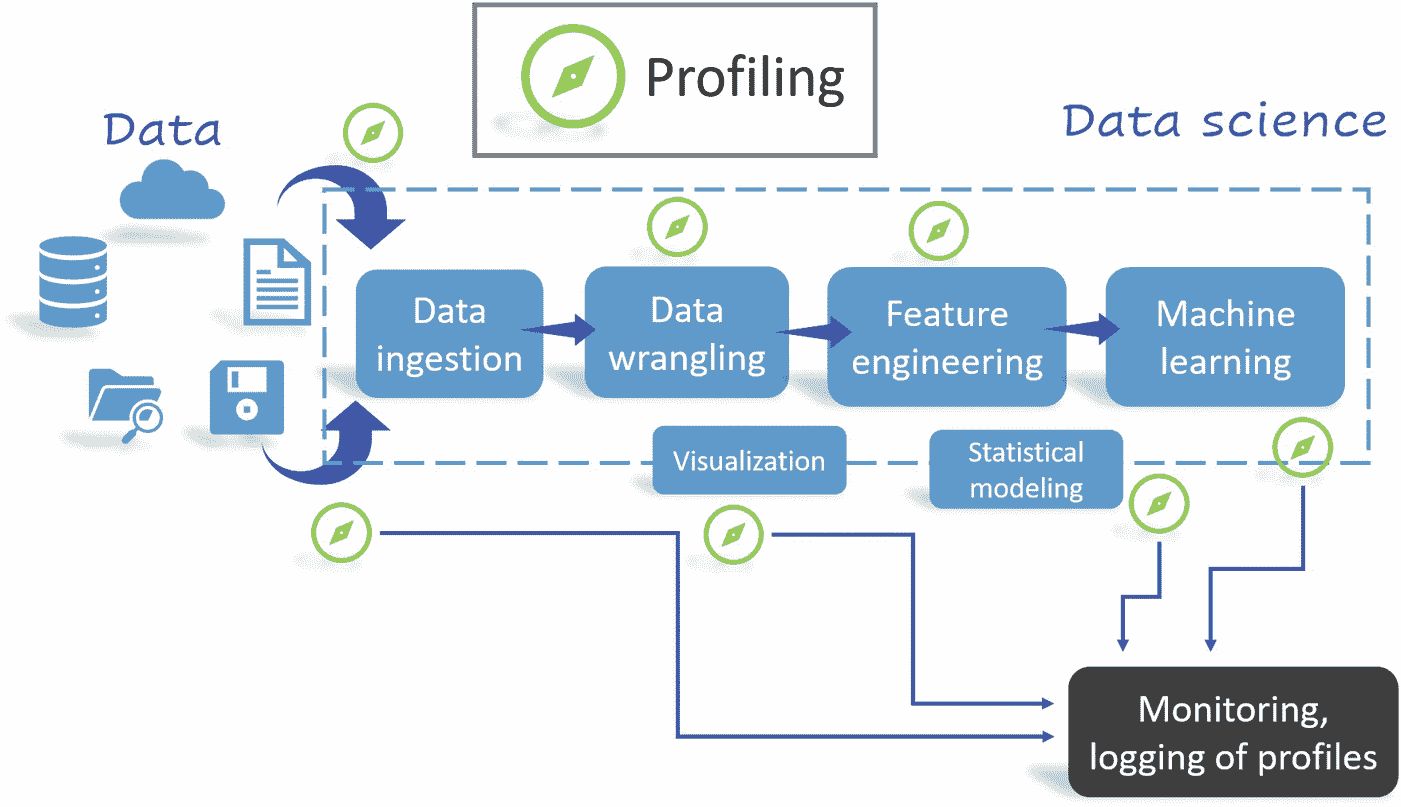 Profiling
Data
Data science
Data
ingestion
Data
wrangling
Feature
engineering
Machine
learning
Visualization
Statistical
modeling
Monitoring,
logging of profiles